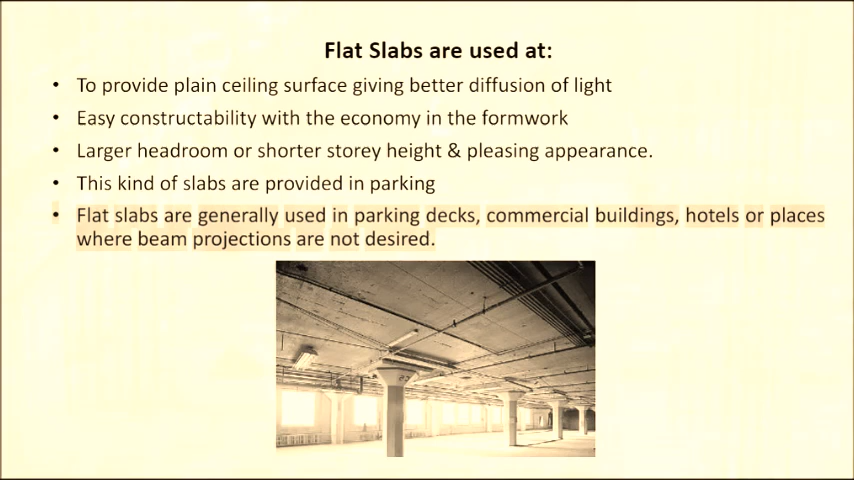 Flat Slabs are used at:
• To provide plain ceiling surface giving better diffusion of light
• Easy constructability with the economy in the formwork
• Larger headroom or shorter storey height & pleasing appearance.
• This kind of slabs are provided in parking
• Flat slabs are generally used in parking decks, commercial buildings, hotels or places
where beam projections are not desired.